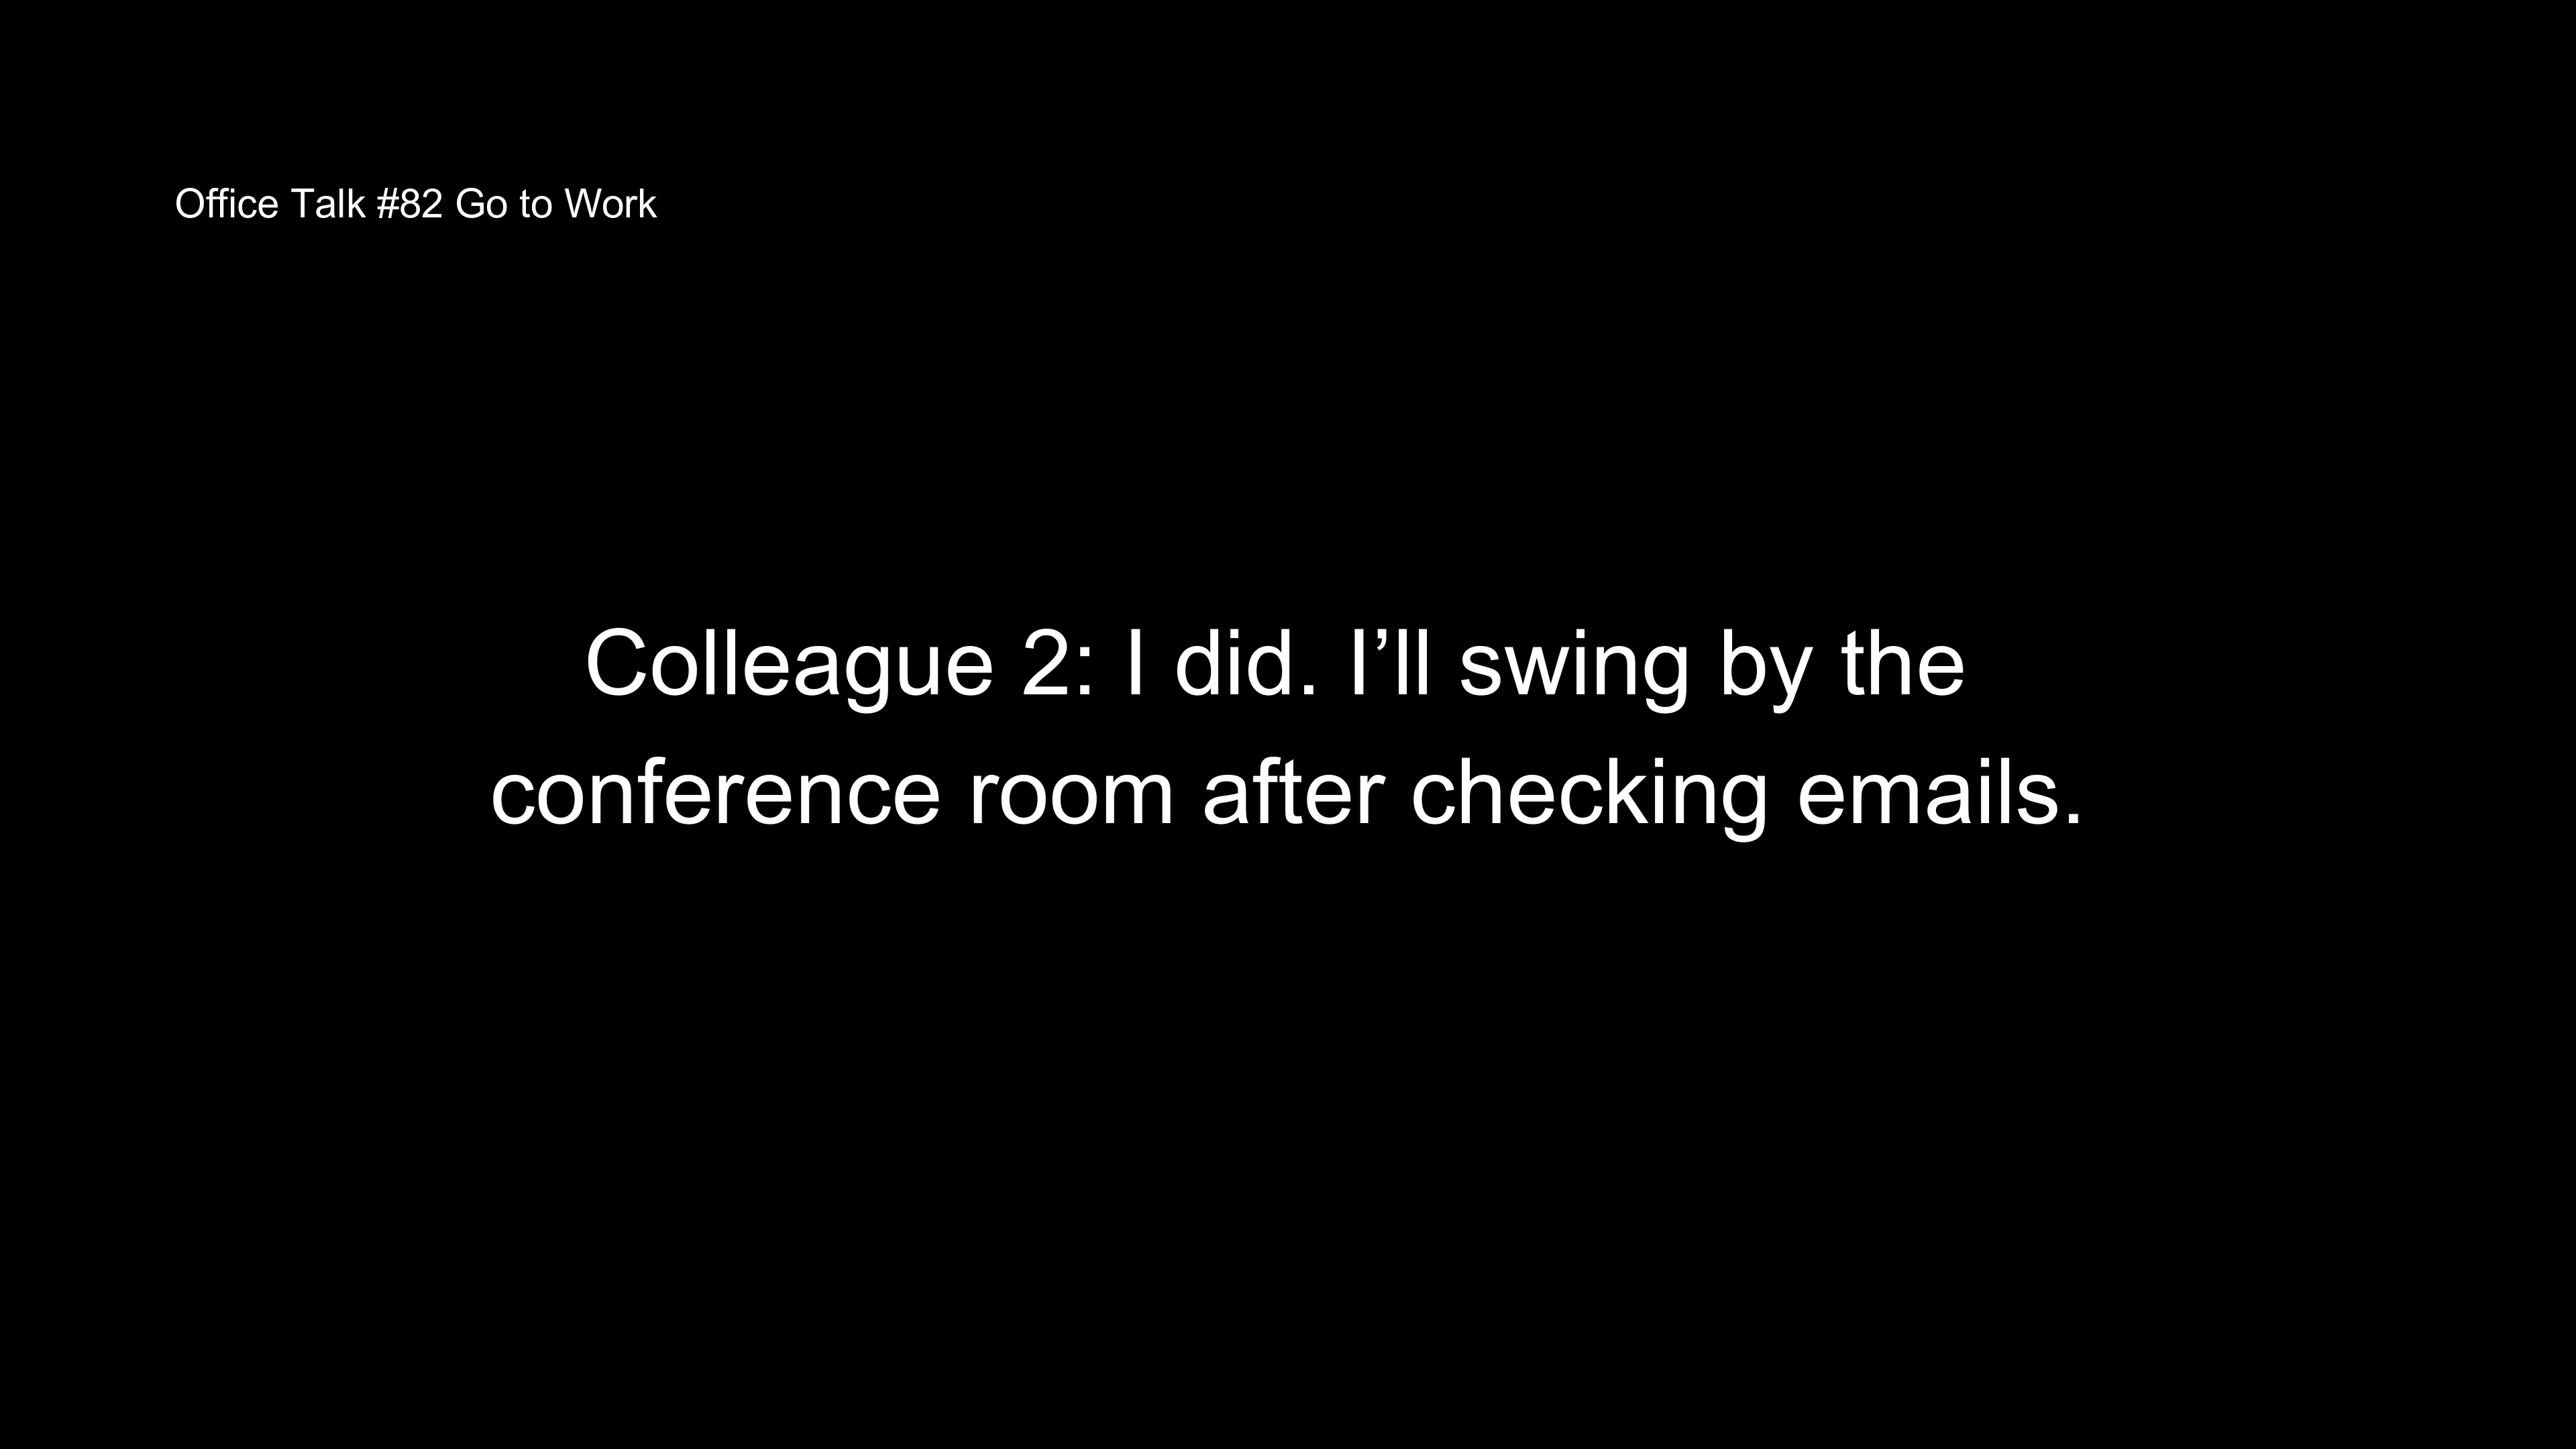 Office Talk #82 Go to Work
Colleague 2: I did. I’ll swing by the
conference room after checking emails.